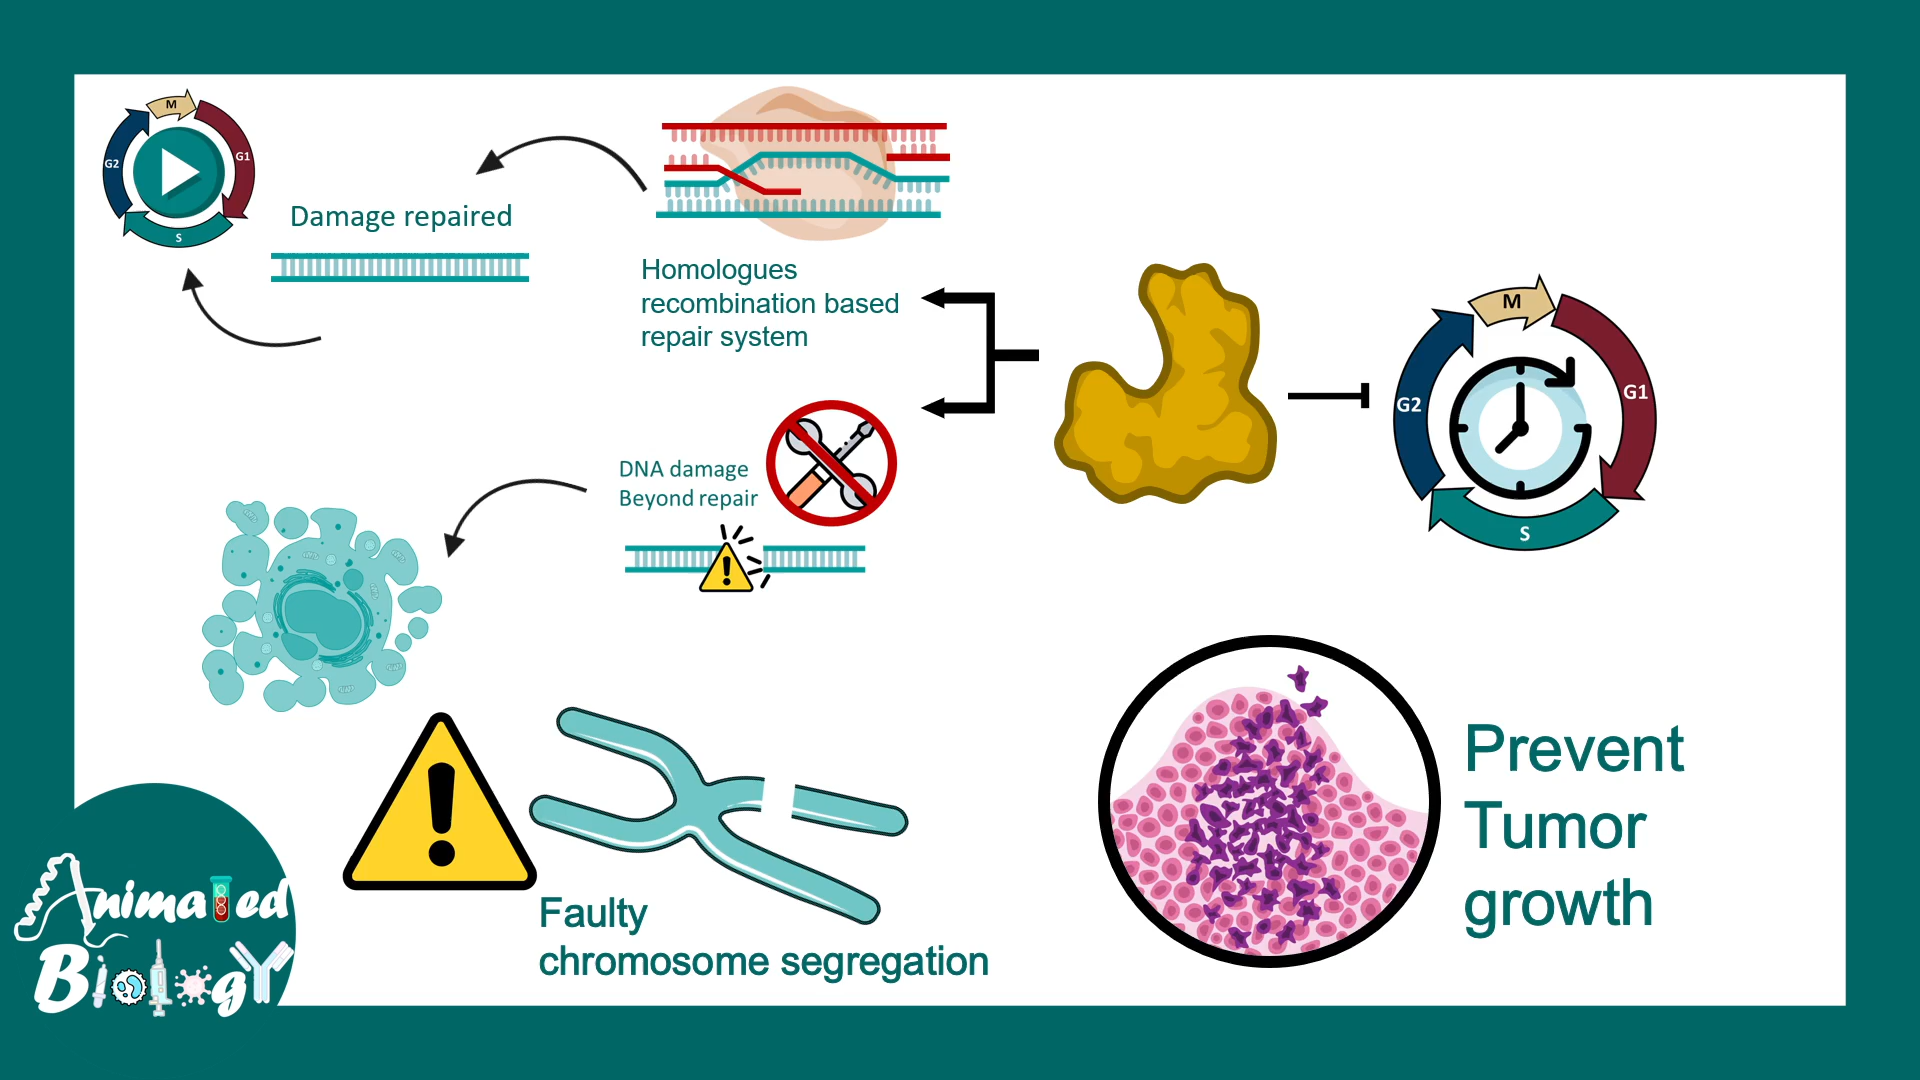 M
G1
G2
S
Damage repaired
Homologues
recombination based
repair system
M
G1
G2
S
DNA damage
Beyond repair
Faulty
chromosome segregation
Prevent
Tumor
growth
Animated
Biology